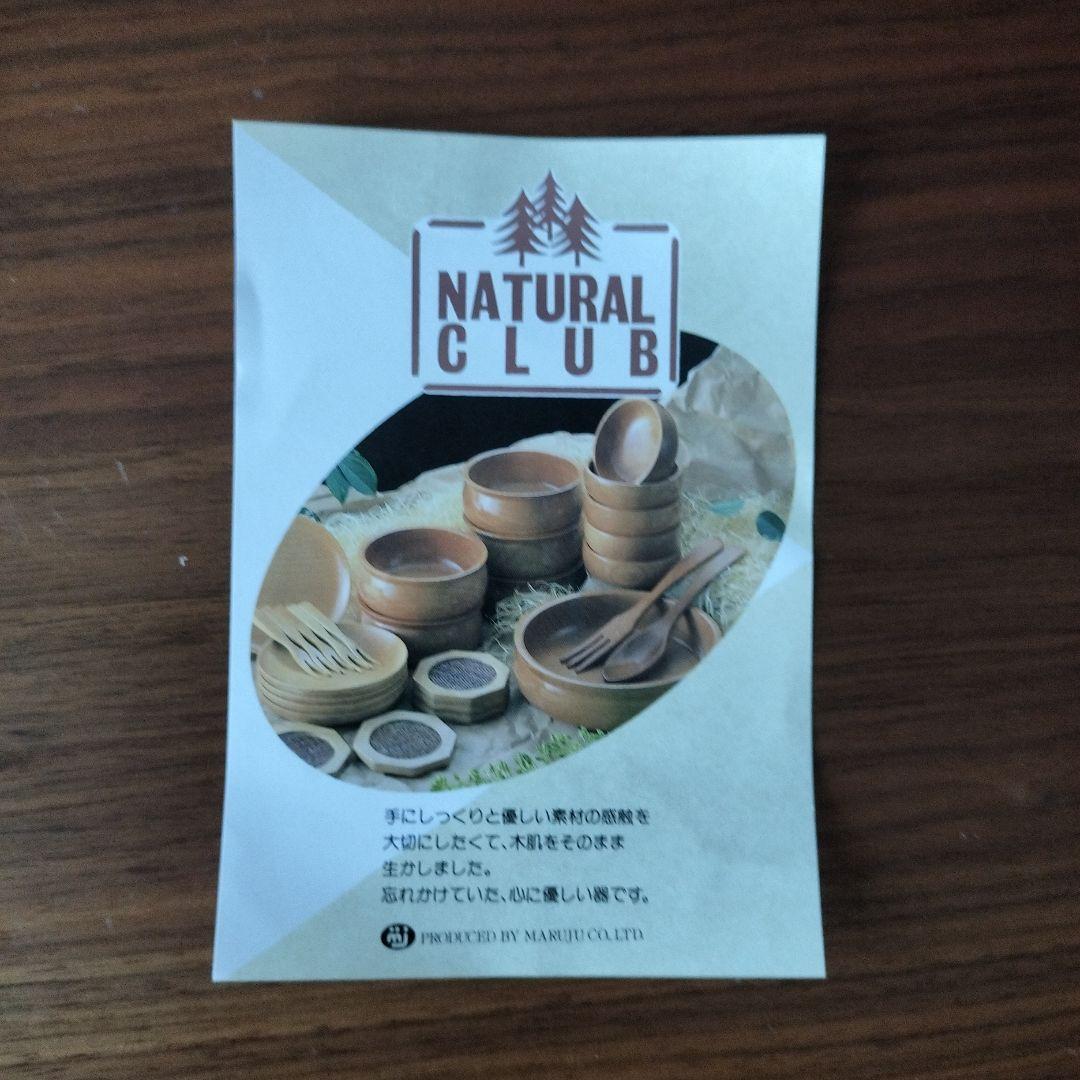 NATURAL
CLUB
手にしっくりと優しい素材の感触を
大切にしたくて、木肌をそのまま
生かしました。
忘れかけていた、心に優しい器です。
PRODUCED BY MARUJU CO., LTD.